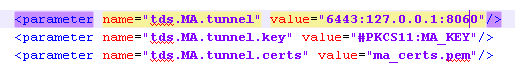 <parameter name="tds.MA.tunnel" value="6443:127.0.0.1:8060"/>
<parameter name="tds.MA.tunnel.key" value="#PKCS11:MA_KEY"/>
<parameter name="tds.MA.tunnel.certs" value="ma_certs.pem"/>